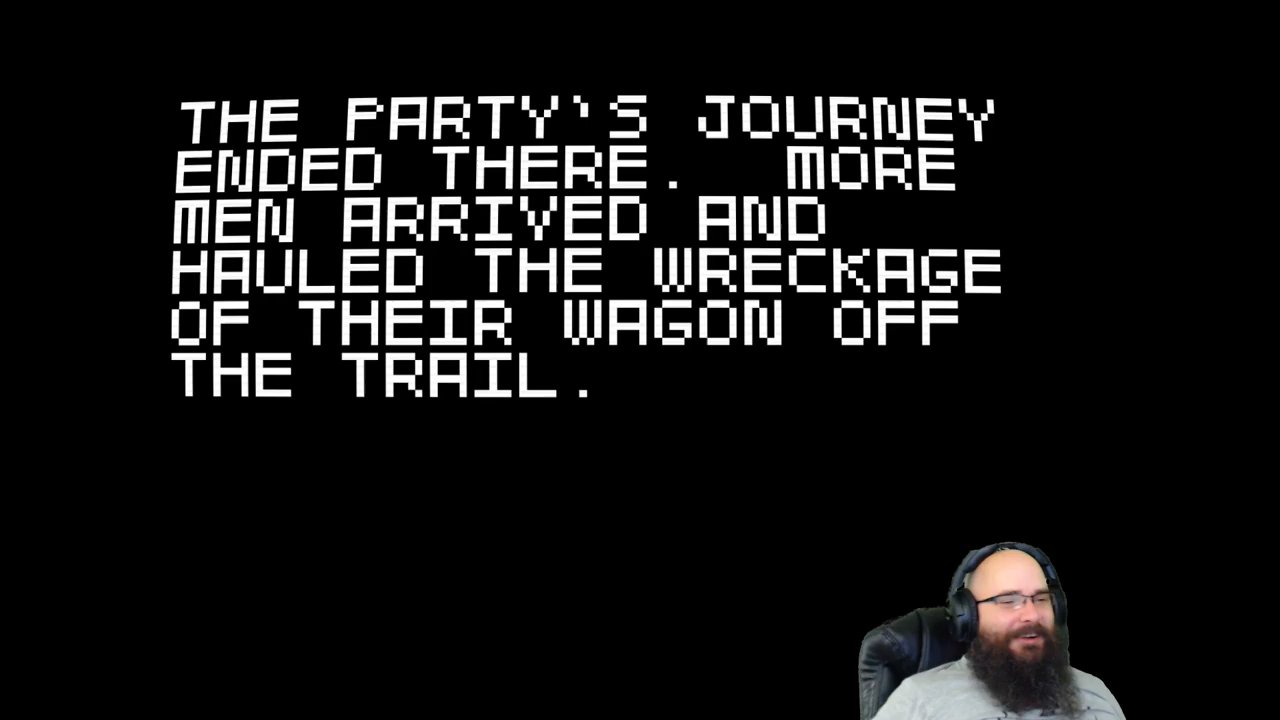 THE PARTY'S JOURNEY
ENDED THERE. MORE
MEN ARRIVED AND
HAULED THE WRECKAGE
OF THEIR WAGON OFF
THE TRAIL.